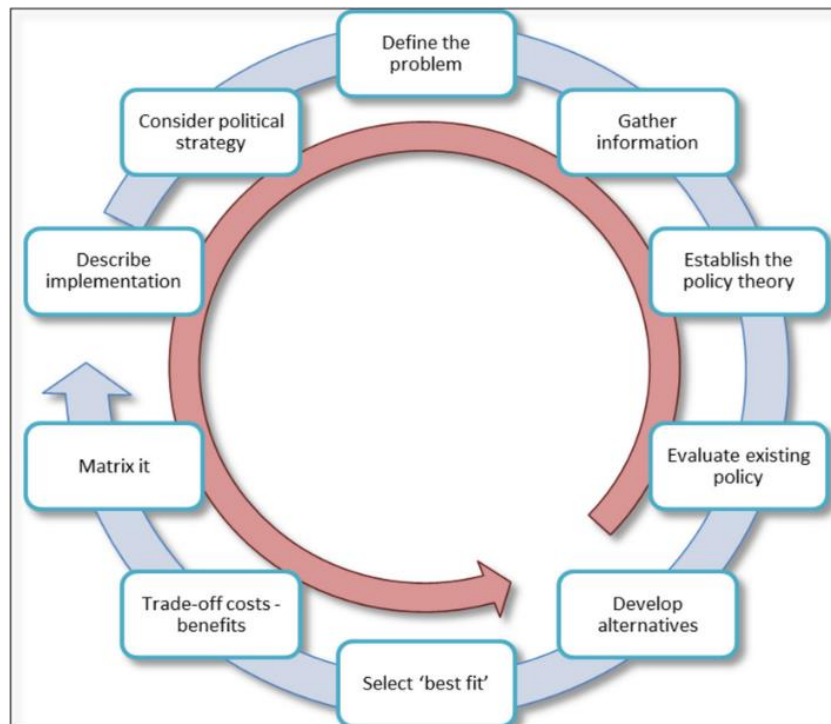 Define the
problem
Gather
information
Establish the
policy theory
Evaluate existing
policy
Develop
alternatives
Select ‘best fit’
Trade-off costs -
benefits
Matrix it
Describe
implementation
Consider political
strategy